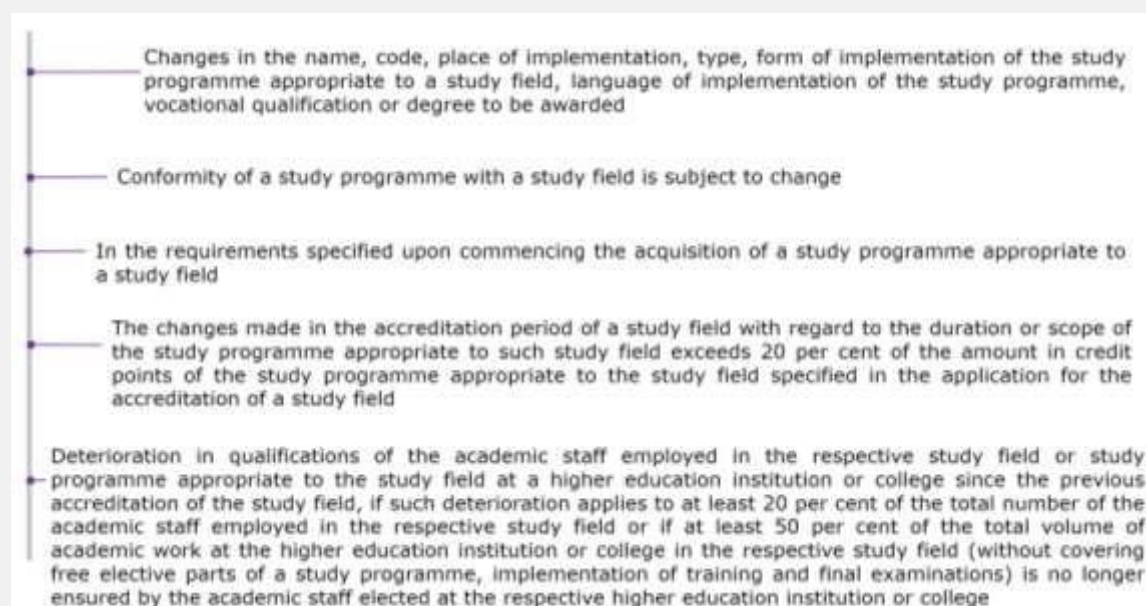 Changes in the name, code, place of implementation, type, form of implementation of the study
programme appropriate to a study field, language of implementation of the study programme,
vocational qualification or degree to be awarded
Conformity of a study programme with a study field is subject to change
In the requirements specified upon commencing the acquisition of a study programme appropriate to
a study field
The changes made in the accreditation period of a study field with regard to the duration or scope of
the study programme appropriate to such study field exceeds 20 per cent of the amount in credit
points of the study programme appropriate to the study field specified in the application for the
accreditation of a study field
Deterioration in qualifications of the academic staff employed in the respective study field or study
programme appropriate to the study field at a higher education institution or college since the previous
accreditation of the study field, if such deterioration applies to at least 20 per cent of the total number of the
academic staff employed in the respective study field or if at least 50 per cent of the total volume of
academic work at the higher education institution or college in the respective study field (without covering
free elective parts of a study programme, implementation of training and final examinations) is no longer
ensured by the academic staff elected at the respective higher education institution or college